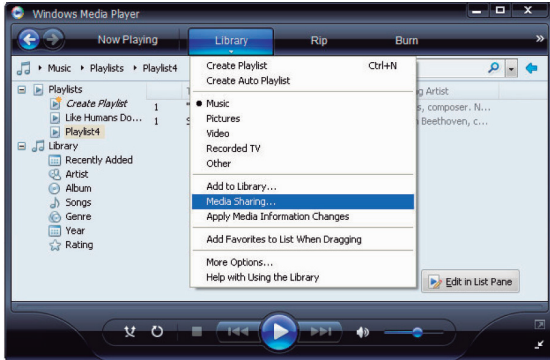 Windows Media Player
Now Playing Library Rip Burn »
Music Playlists Playlist4
Create Playlist Ctrl+N
Create Auto Playlist
Music
Pictures
Video
Recorded TV
Other
Add to Library...
Media Sharing...
Apply Media Information Changes
Add Favorites to List When Dragging
More Options...
Help with Using the Library
Playlists
Create Playlist
Like Humans Do...
Playlist4
Library
Recently Added
Artist
Album
Songs
Genre
Year
Rating
1
1
Artist
, composer. N...
Beethoven, c...
Edit in List Pane